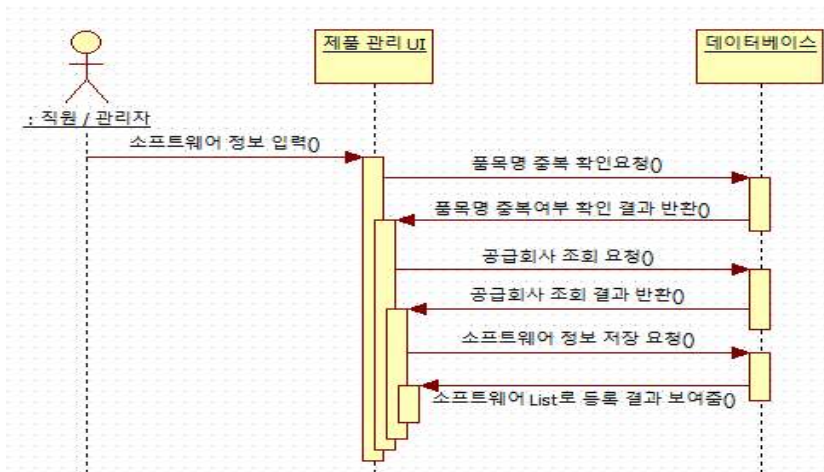 제품 관리 UI
데이터베이스
: 직원 / 관리자
소프트웨어 정보 입력()
품목명 중복 확인요청()
품목명 중복여부 확인 결과 반환()
공급회사 조회 요청()
공급회사 조회 결과 반환()
소프트웨어 정보 저장 요청()
소프트웨어 List로 등록 결과 보여줌()